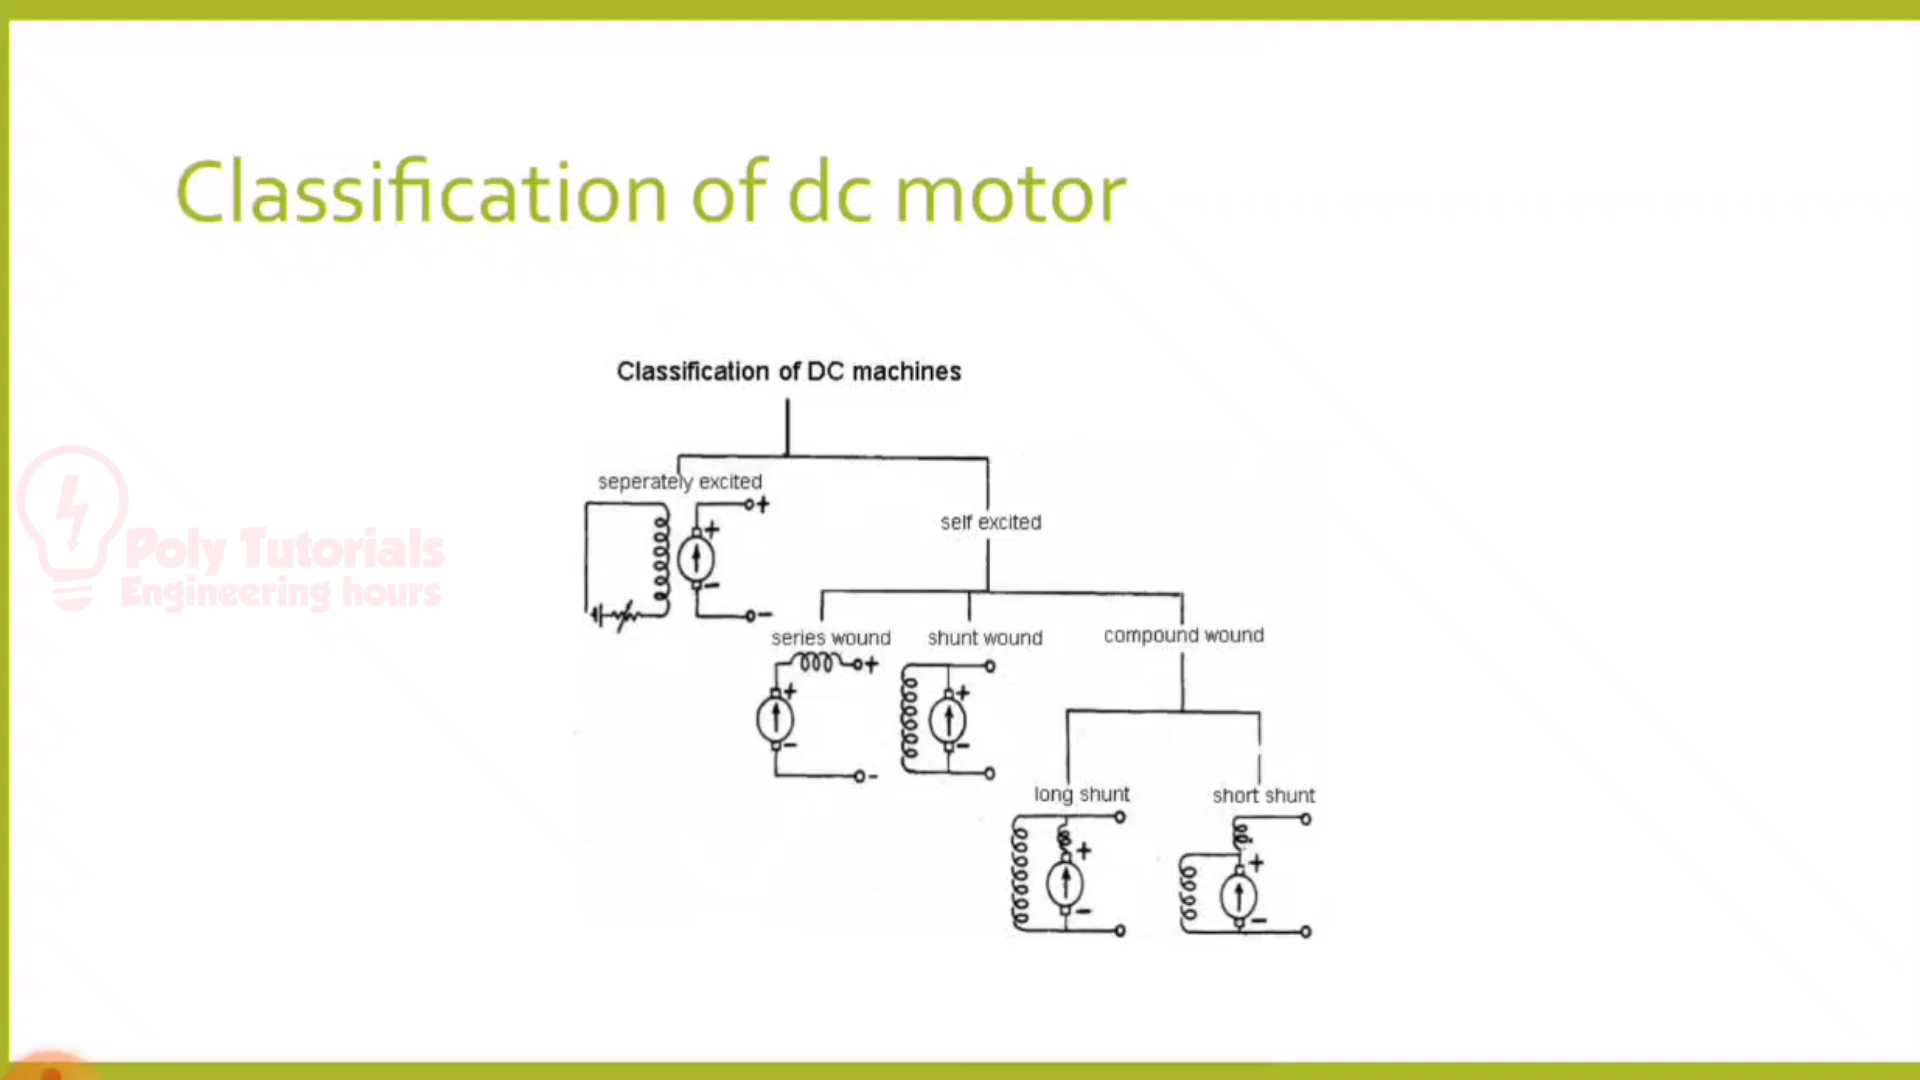 Classification of dc motor
Classification of DC machines
seperately excited
self excited
series wound
shunt wound
compound wound
long shunt
short shunt
Poly Tutorials
Engineering hours